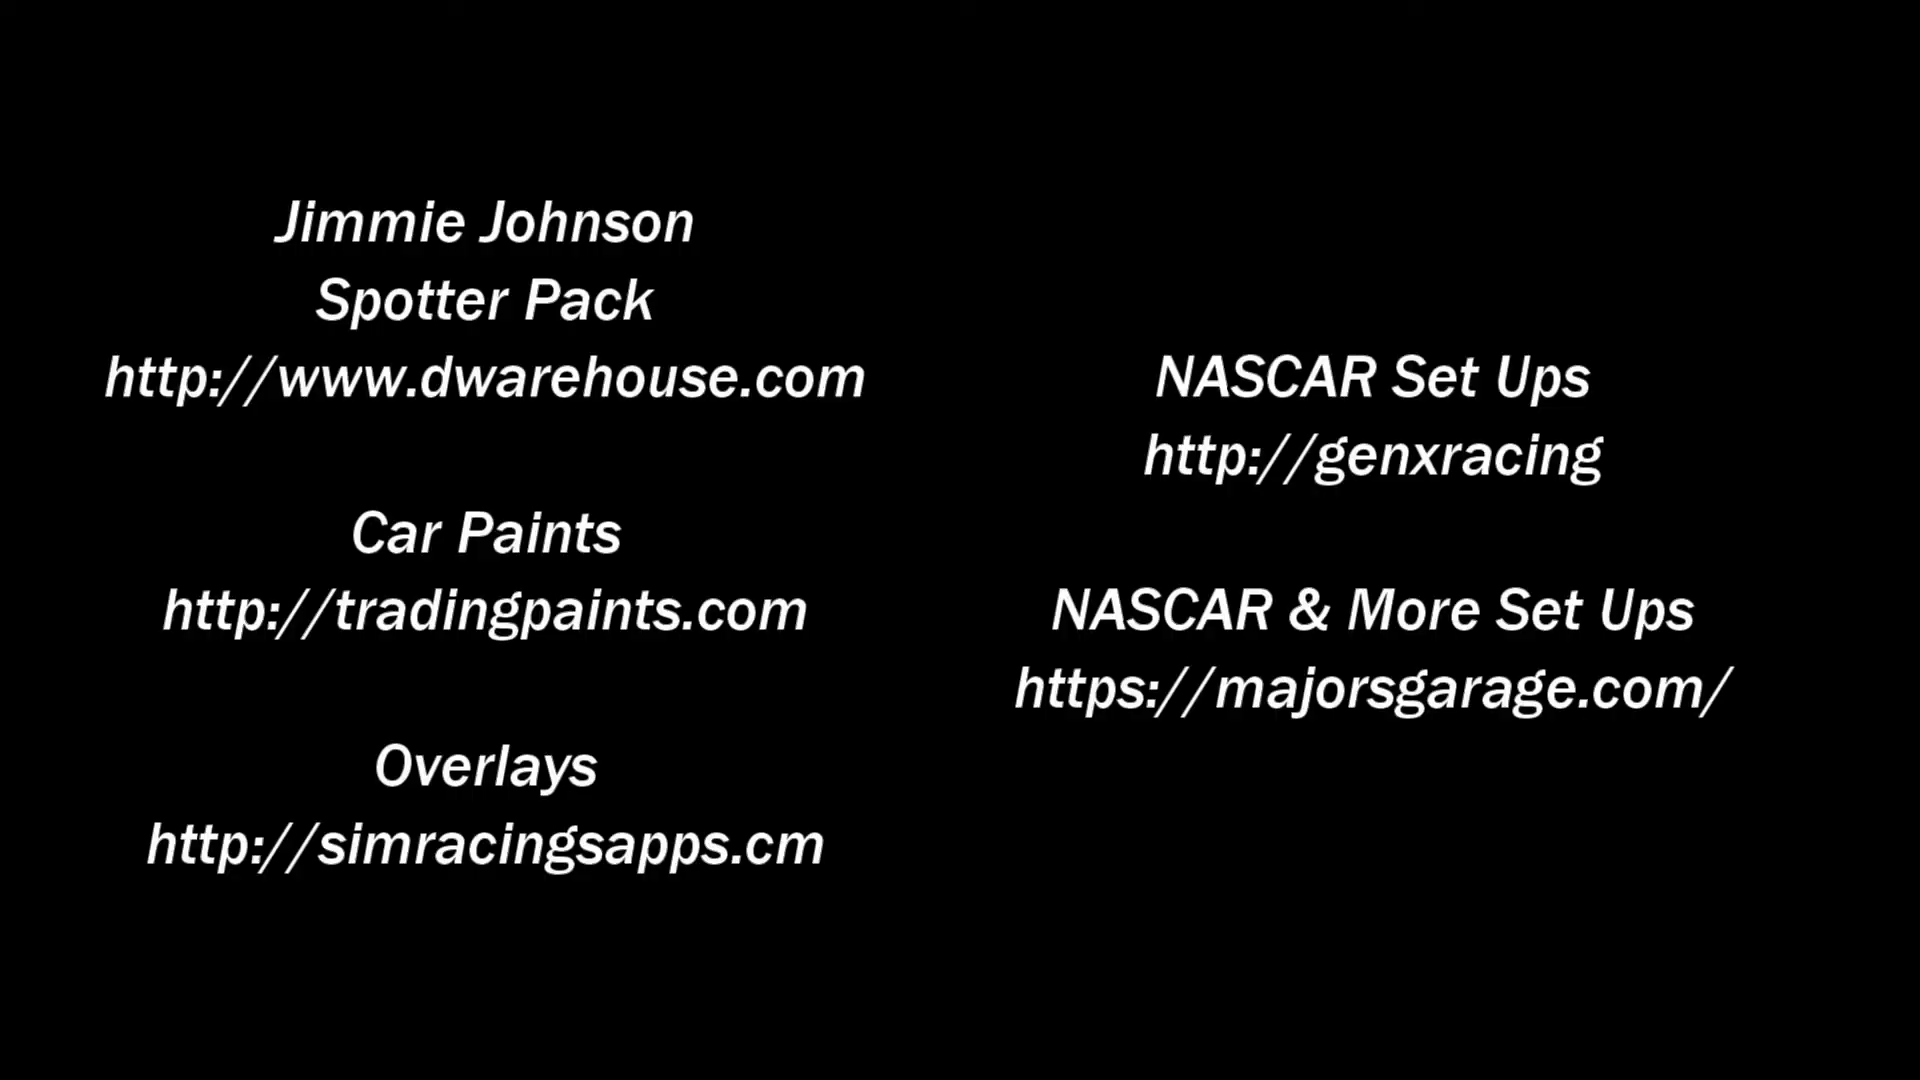 Jimmie Johnson
Spotter Pack
http://www.dwarehouse.com
Car Paints
http://tradingpaints.com
Overlays
http://simracingsapps.cm
NASCAR Set Ups
http://genxracing
NASCAR & More Set Ups
https://majorsgarage.com/